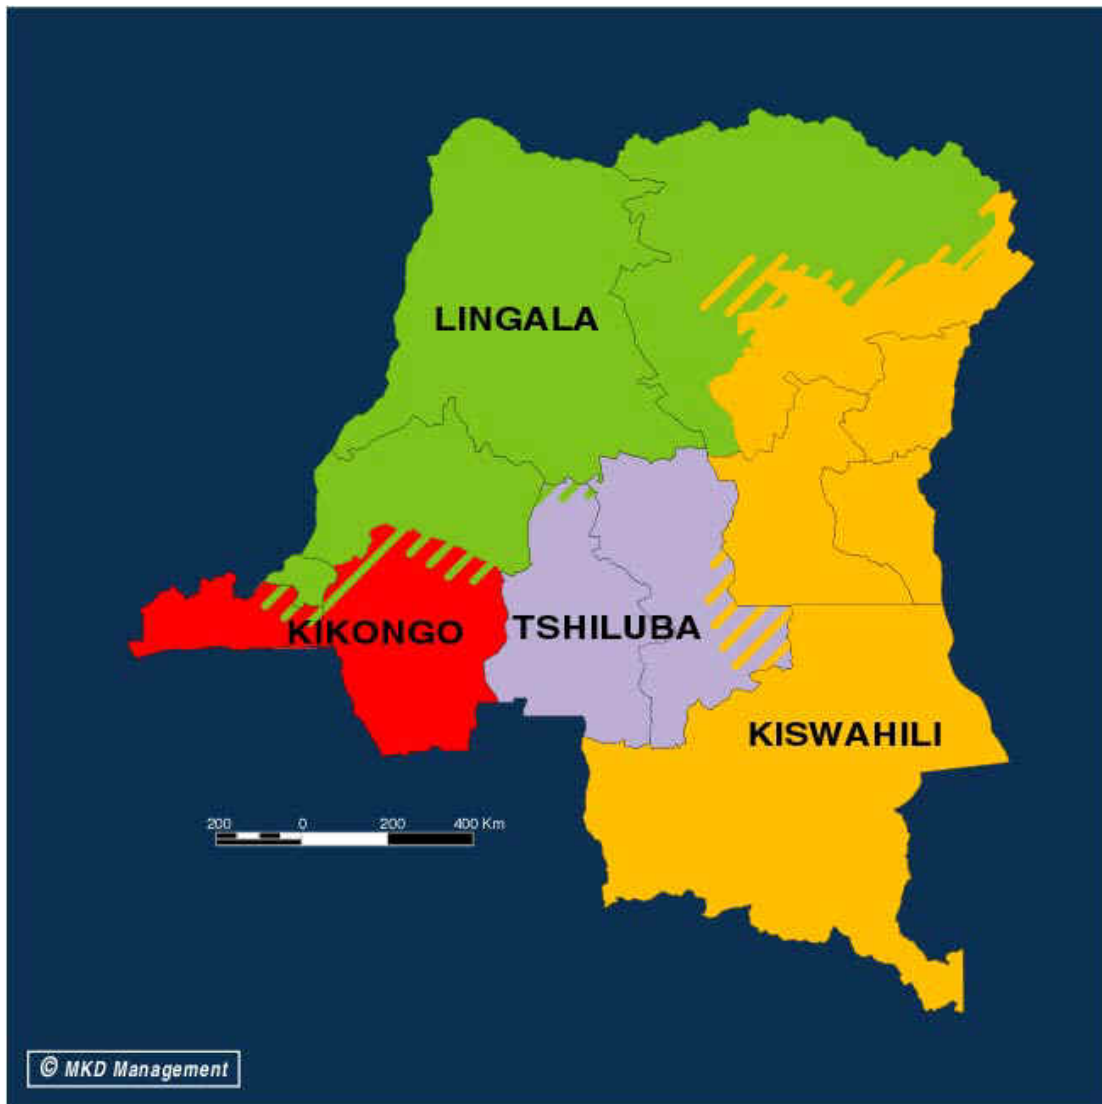 LINGALA
KIKONGO
TSHILUBA
KISWAHILI
200 0 200 400 Km
© MKD Management